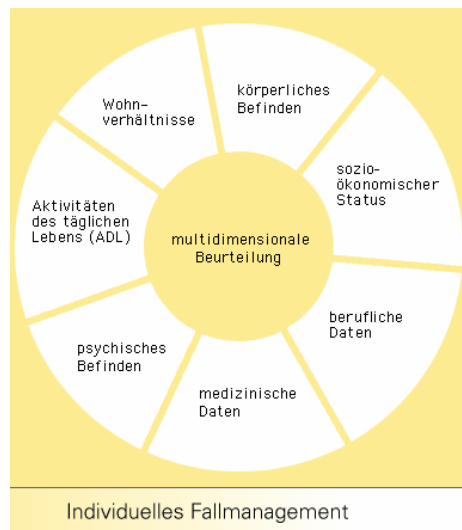 Wohn-
verhältnisse
körperliches
Befinden
sozio-
ökonomischer
Status
berufliche
Daten
medizinische
Daten
psychisches
Befinden
Aktivitäten
des täglichen
Lebens (ADL)
multidimensionale
Beurteilung
Individuelles Fallmanagement